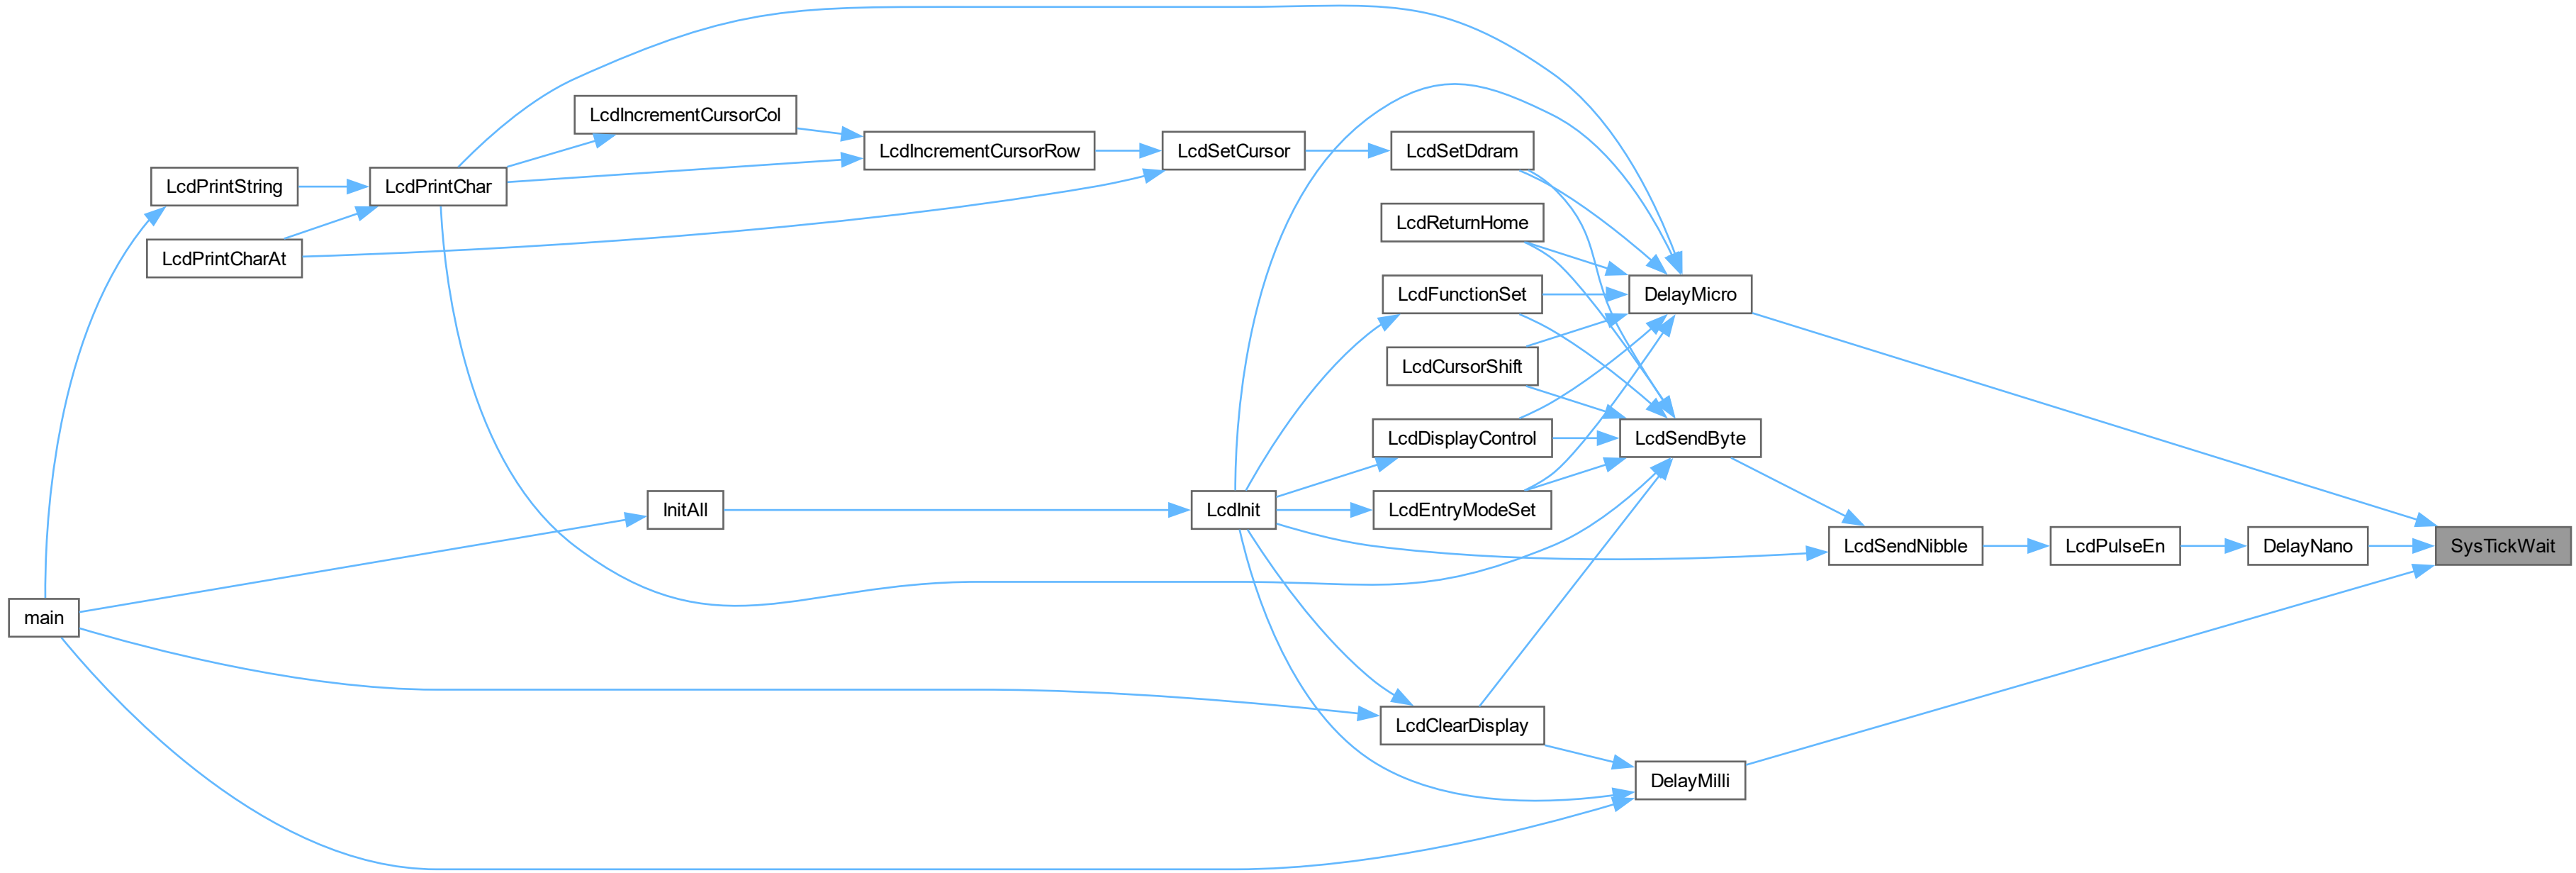 LcdIncrementCursorCol
LcdIncrementCursorRow
LcdSetCursor
LcdSetDdram
LcdPrintString
LcdPrintChar
LcdReturnHome
LcdPrintCharAt
LcdFunctionSet
DelayMicro
LcdCursorShift
LcdDisplayControl
LcdSendByte
InitAll
LcdInit
LcdEntryModeSet
LcdSendNibble
LcdPulseEn
DelayNano
SysTickWait
main
LcdClearDisplay
DelayMilli